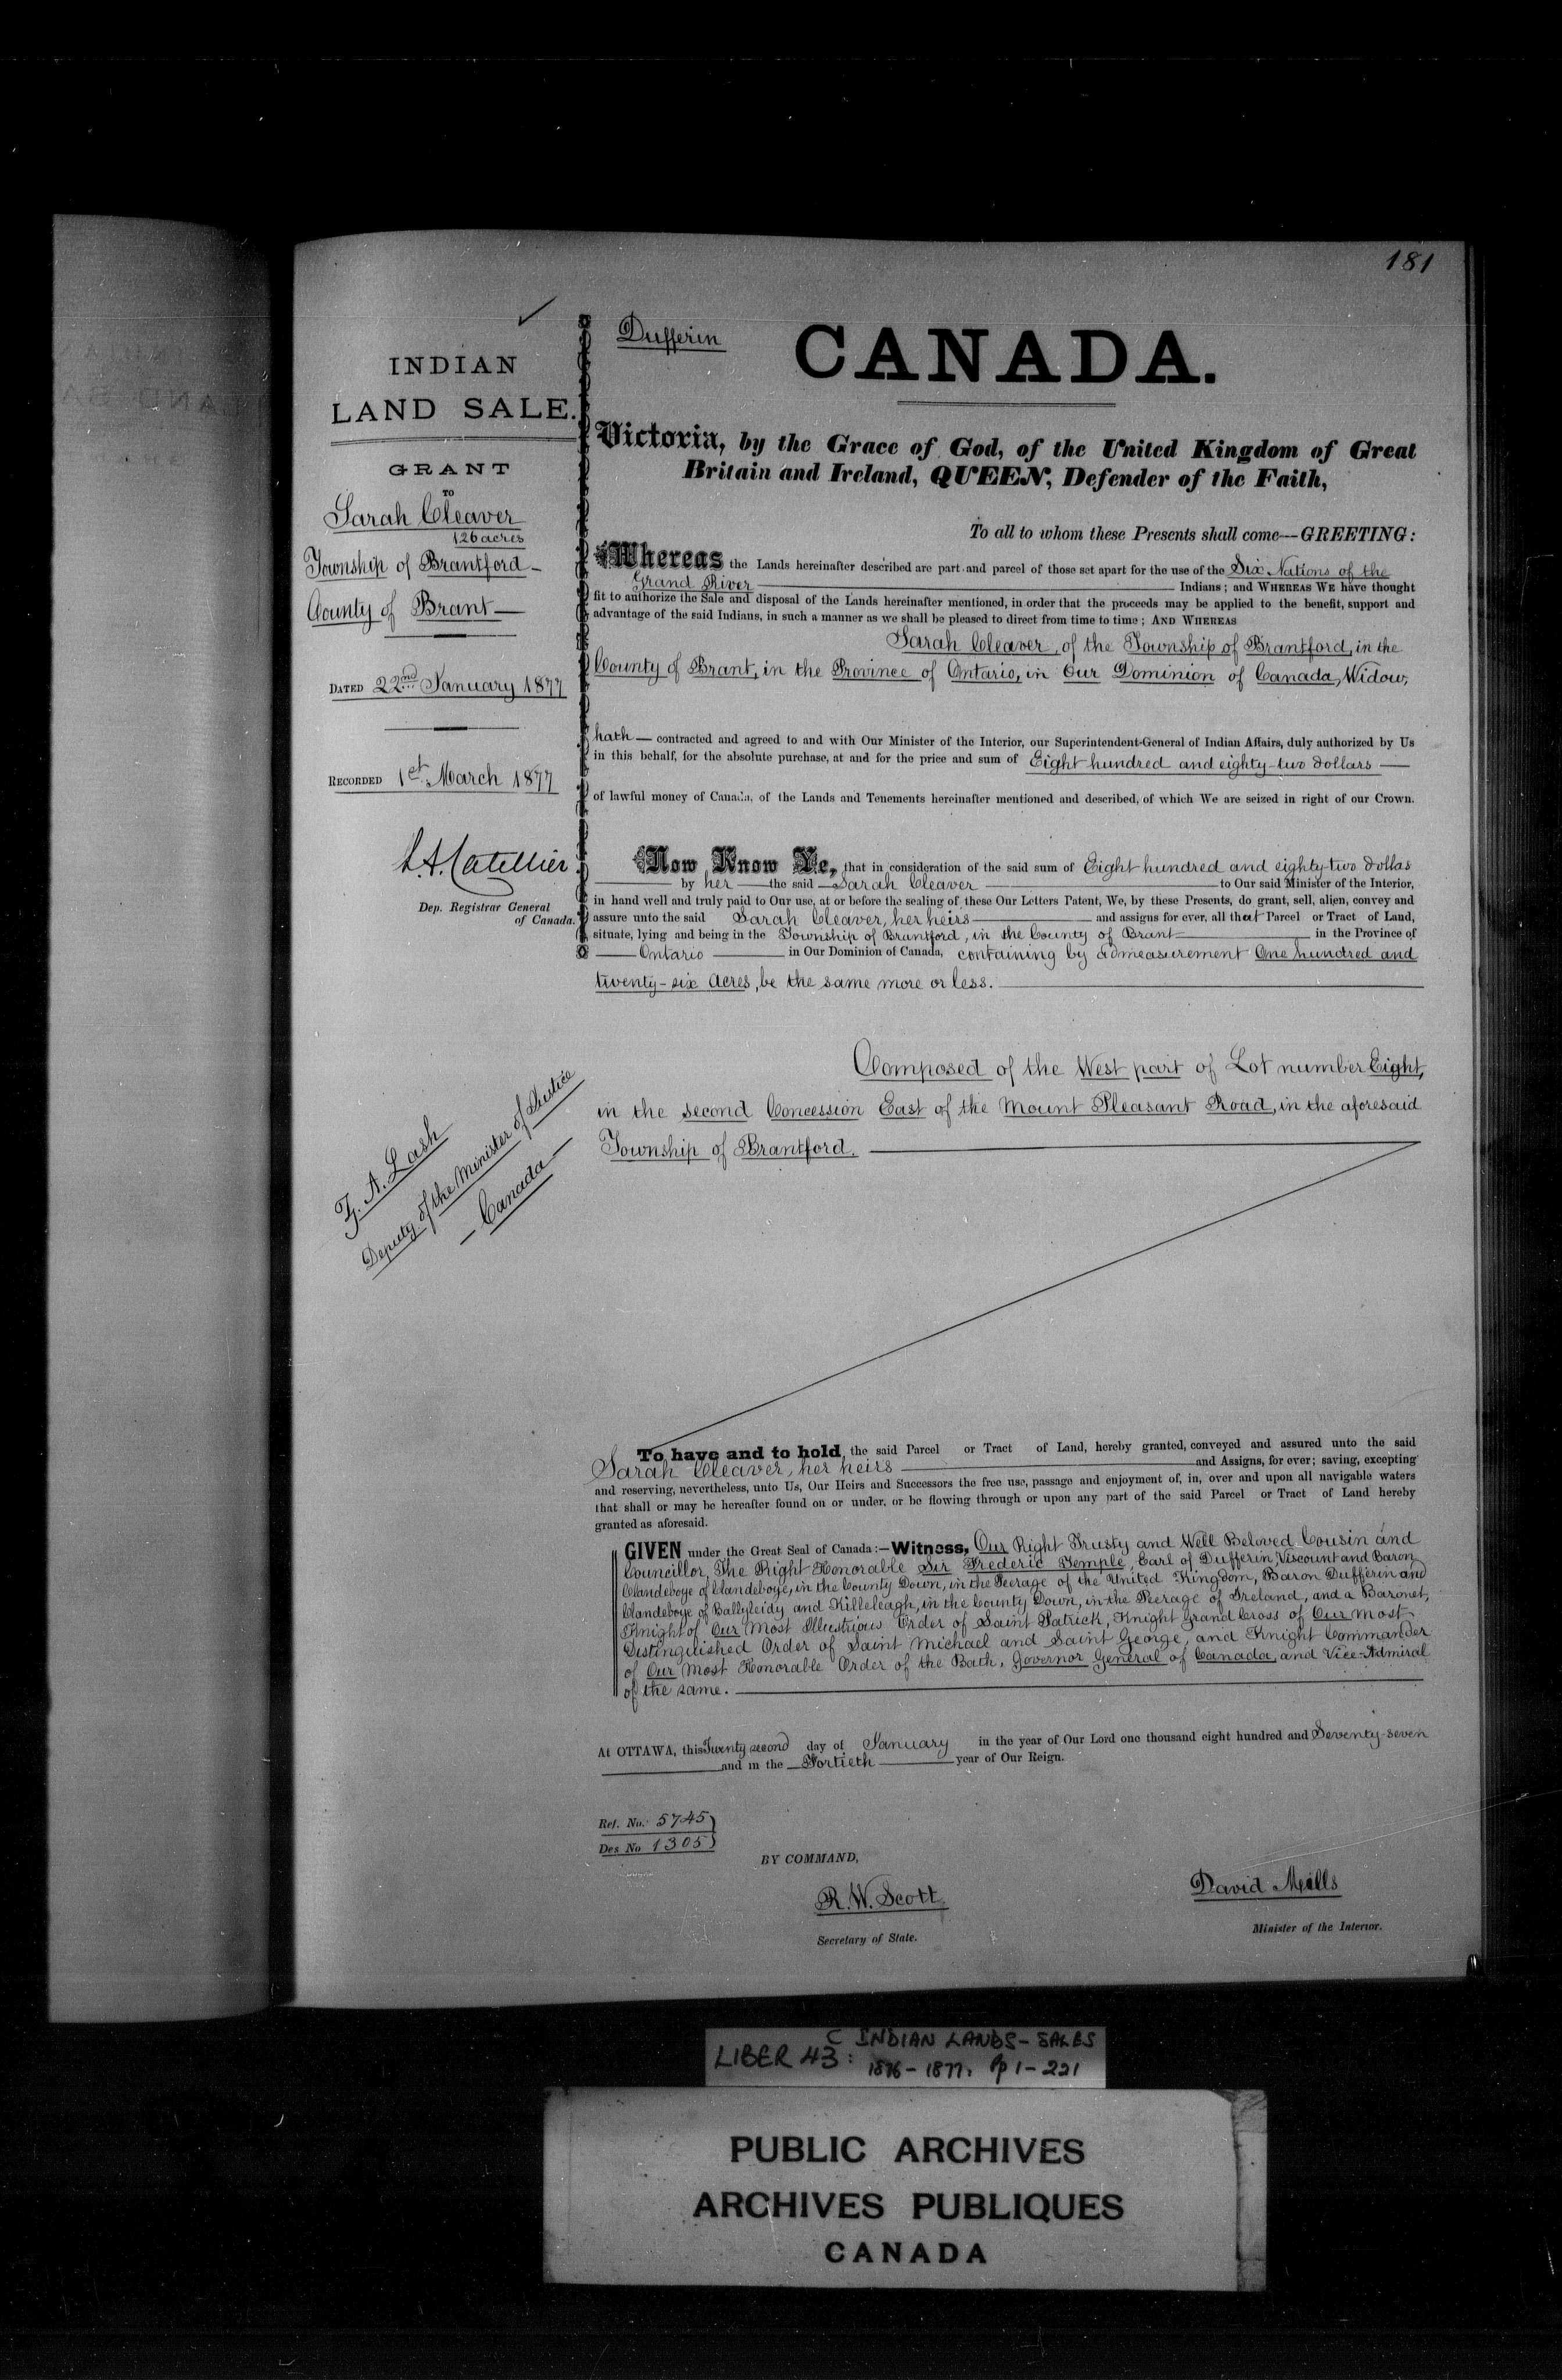 181
INDIAN
LAND SALE.
GRANT
TO
Sarah Cleaver
126 acres
Township of Brantford
County of Brant
DATED 22nd January 1877
RECORDED 1st March 1877
L.A. Catellier
Dep. Registrar General
of Canada.
Z. A. Lash
Deputy of the Minister of Justice
— Canada —
Dufferin
CANADA.
Victoria, by the Grace of God, of the United Kingdom of Great
Britain and Ireland, QUEEN, Defender of the Faith,
To all to whom these Presents shall come—GREETING:
Whereas the Lands hereinafter described are part and parcel of those set apart for the use of the Six Nations of the
Grand River Indians; and WHEREAS WE have thought
fit to authorize the Sale and disposal of the Lands hereinafter mentioned, in order that the proceeds may be applied to the benefit, support and
advantage of the said Indians, in such a manner as we shall be pleased to direct from time to time; AND WHEREAS
Sarah Cleaver, of the Township of Brantford, in the
County of Brant, in the Province of Ontario, in Our Dominion of Canada, Widow,
hath — contracted and agreed to and with Our Minister of the Interior, our Superintendent-General of Indian Affairs, duly authorized by Us
in this behalf, for the absolute purchase, at and for the price and sum of Eight hundred and eighty-two dollars —
of lawful money of Canada, of the Lands and Tenements hereinafter mentioned and described, of which We are seized in right of our Crown.
Now Know Ye, that in consideration of the said sum of Eight hundred and eighty-two dollas
by her the said Sarah Cleaver to Our said Minister of the Interior,
in hand well and truly paid to Our use, at or before the sealing of these Our Letters Patent, We, by these Presents, do grant, sell, alien, convey and
assure unto the said Sarah Cleaver, her heirs and assigns for ever, all that Parcel or Tract of Land,
situate, lying and being in the Township of Brantford, in the County of Brant in the Province of
Ontario in Our Dominion of Canada, containing by admeasurement One hundred and
twenty-six Acres, be the same more or less.
Composed of the West part of Lot number Eight,
in the second Concession East of the Mount Pleasant Road, in the aforesaid
Township of Brantford.
To have and to hold the said Parcel or Tract of Land, hereby granted, conveyed and assured unto the said
Sarah Cleaver, her heirs and Assigns, for ever; saving, excepting
and reserving, nevertheless, unto Us, Our Heirs and Successors the free use, passage and enjoyment of, in, over and upon all navigable waters
that shall or may be hereafter found on or under, or be flowing through or upon any part of the said Parcel or Tract of Land hereby
granted as aforesaid.
GIVEN under the Great Seal of Canada:—Witness, Our Right Trusty and Well Beloved Cousin and
Councillor, The Right Honorable Sir Frederic Temple, Earl of Dufferin, Viscount and Baron
Clandeboye of Clandeboye, in the County Down, in the Peerage of the United Kingdom, Baron Dufferin and
Clandeboye of Ballyleidy and Killeleagh, in the County Down, in the Peerage of Ireland, and a Baronet,
Knight of Our Most Illustrious Order of Saint Patrick, Knight Grand Cross of Our Most
Distinguished Order of Saint Michael and Saint George, and Knight Commander
of Our Most Honorable Order of the Bath, Governor General of Canada, and Vice-Admiral
of the same.
At OTTAWA, this Twenty second day of January in the year of Our Lord one thousand eight hundred and Seventy-seven
and in the Fortieth year of Our Reign.
Ref. No. 5745
Des No 1305
BY COMMAND,
R. W. Scott
Secretary of State.
David Mills
Minister of the Interior.
LIBER 43: C INDIAN LANDS - SALES
1876 - 1877. pp 1 - 221
PUBLIC ARCHIVES
ARCHIVES PUBLIQUES
CANADA